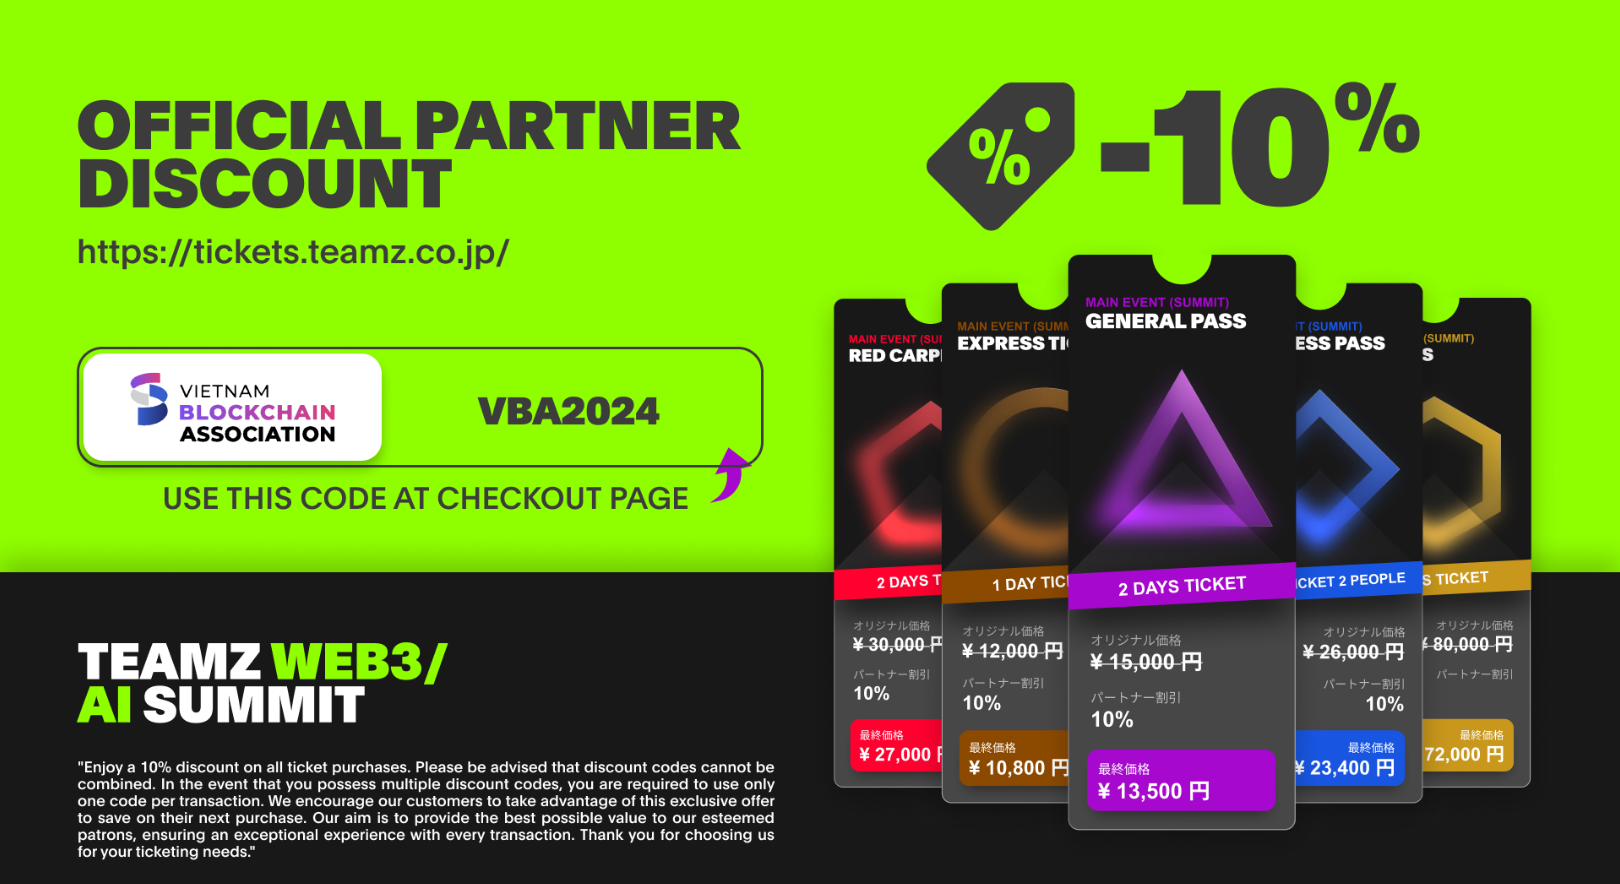 OFFICIAL PARTNER
DISCOUNT
https://tickets.teamz.co.jp/
VIETNAM
BLOCKCHAIN
ASSOCIATION
VBA2024
USE THIS CODE AT CHECKOUT PAGE
%
-10%
MAIN EVENT (SU
RED CARP
2 DAYS T
オリジナル価格
¥ 30,000 円
パートナー割引
10%
最終価格
¥ 27,000 円
MAIN EVENT (SUMM
EXPRESS TI
1 DAY TIC
オリジナル価格
¥ 12,000 円
パートナー割引
10%
最終価格
¥ 10,800 円
MAIN EVENT (SUMMIT)
GENERAL PASS
2 DAYS TICKET
オリジナル価格
¥ 15,000 円
パートナー割引
10%
最終価格
¥ 13,500 円
T (SUMMIT)
ESS PASS
ICKET 2 PEOPLE
オリジナル価格
¥ 26,000 円
パートナー割引
10%
最終価格
¥ 23,400 円
(SUMMIT)
S
S TICKET
オリジナル価格
¥ 80,000 円
パートナー割引
最終価格
72,000 円
TEAMZ WEB3/
AI SUMMIT
"Enjoy a 10% discount on all ticket purchases. Please be advised that discount codes cannot be
combined. In the event that you possess multiple discount codes, you are required to use only
one code per transaction. We encourage our customers to take advantage of this exclusive offer
to save on their next purchase. Our aim is to provide the best possible value to our esteemed
patrons, ensuring an exceptional experience with every transaction. Thank you for choosing us
for your ticketing needs."